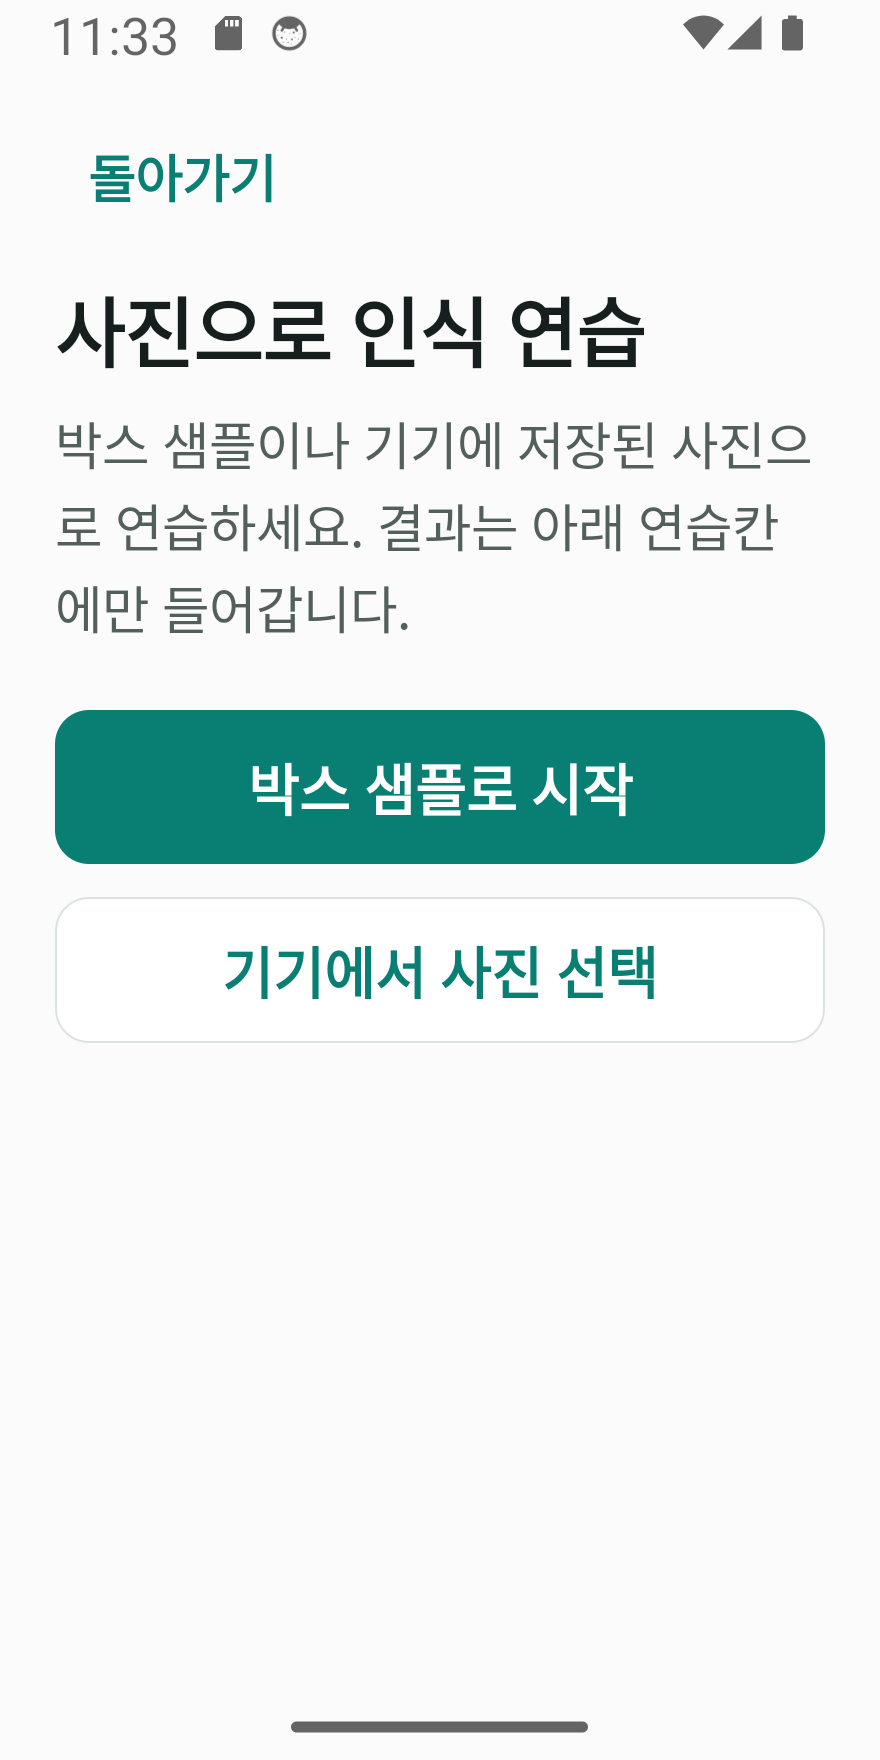 11:33
돌아가기
사진으로 인식 연습
박스 샘플이나 기기에 저장된 사진으
로 연습하세요. 결과는 아래 연습칸
에만 들어갑니다.
박스 샘플로 시작
기기에서 사진 선택